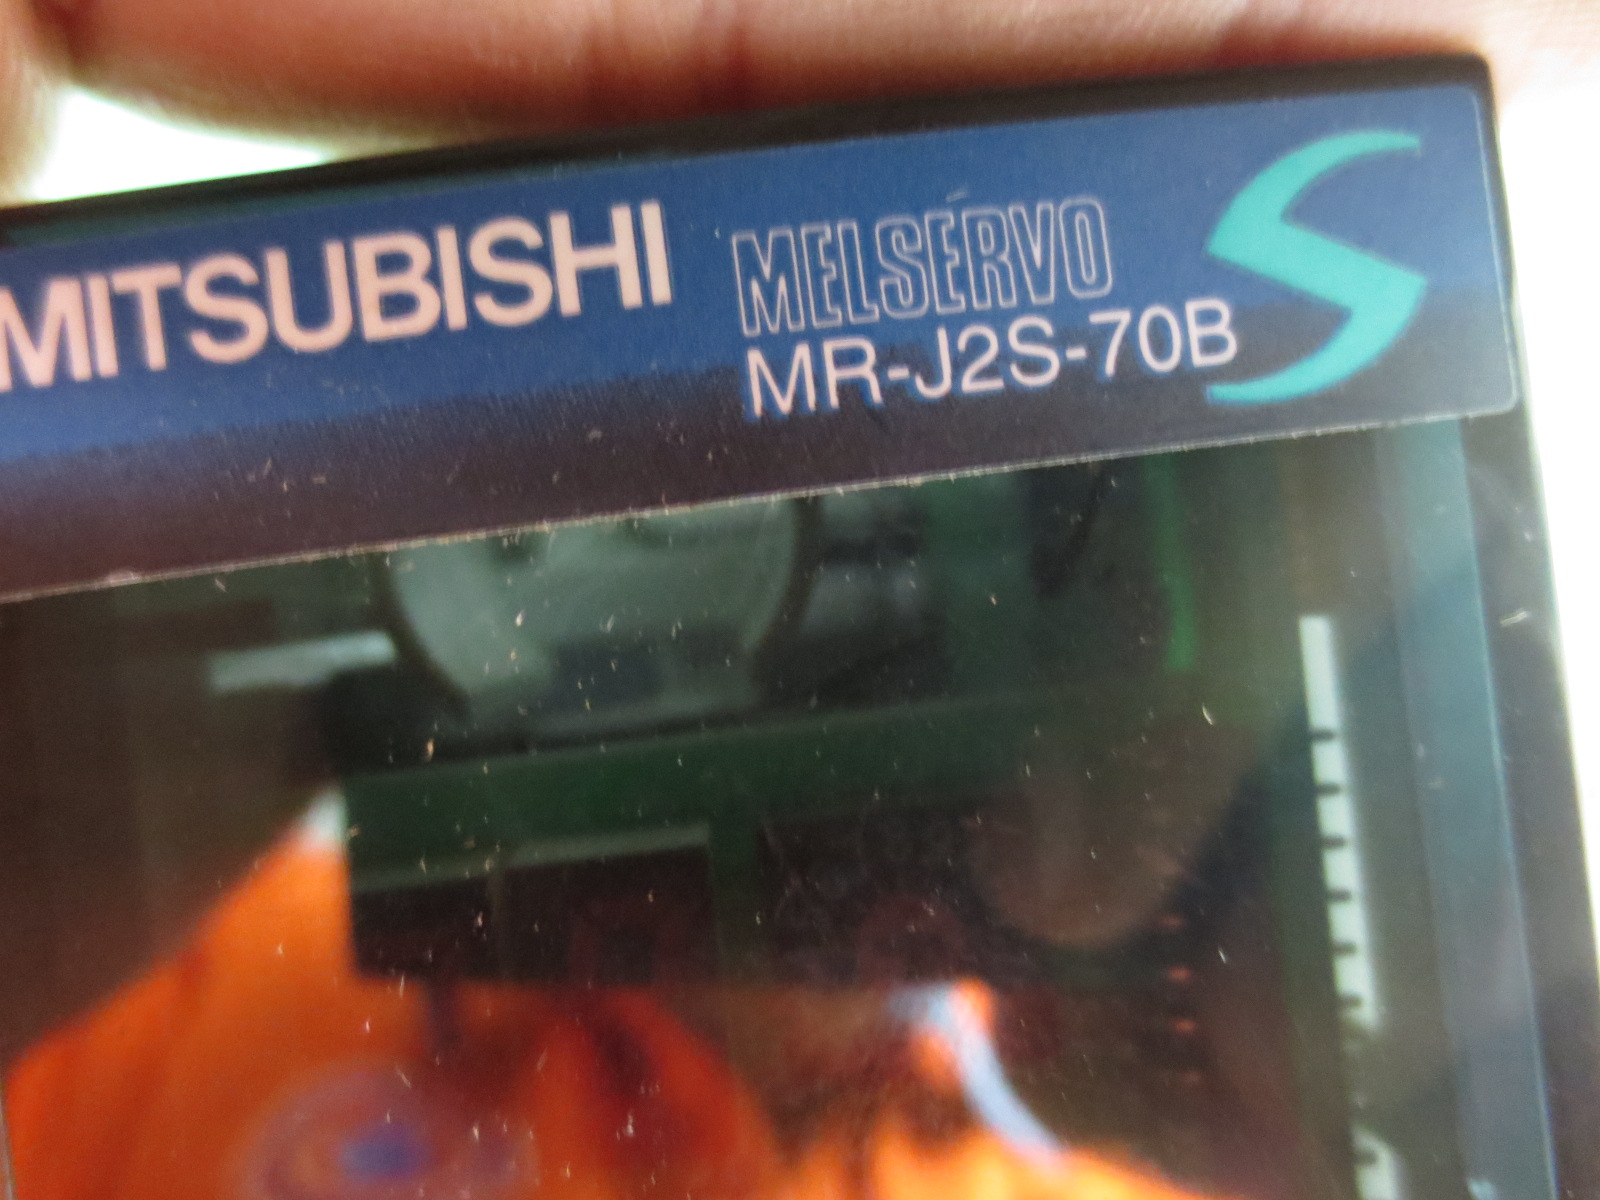 MITSUBISHI
MELSERVO
MR-J2S-70B
S